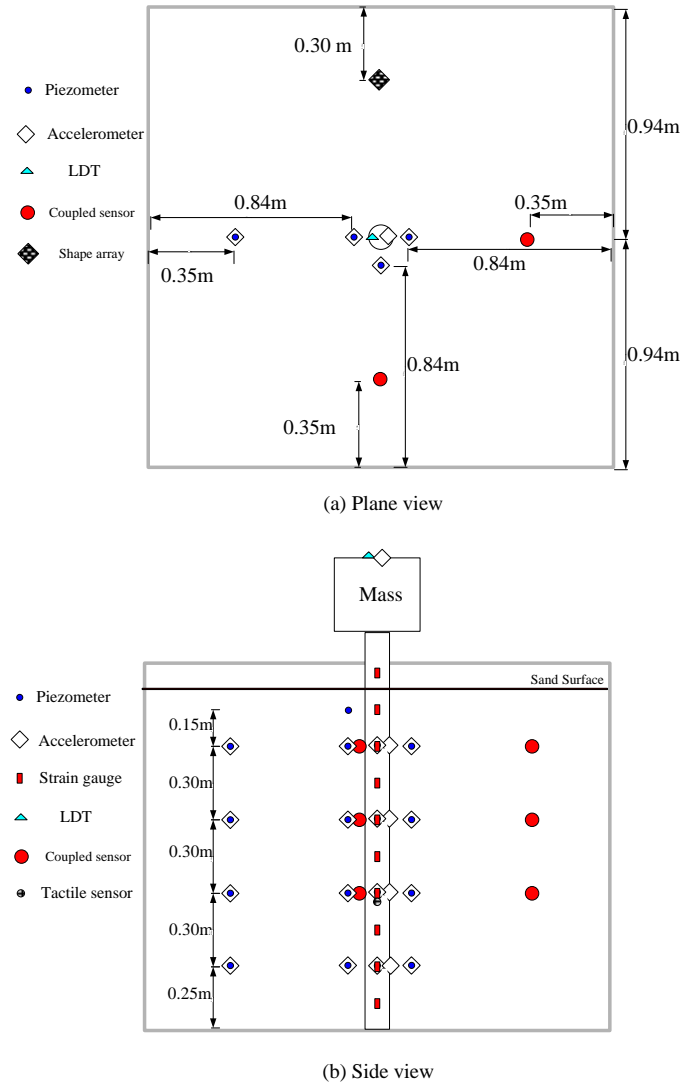 0.30 m
Piezometer
Accelerometer
LDT
Coupled sensor
Shape array
0.94m
0.84m
0.35m
0.35m
0.84m
0.84m
0.94m
0.35m
(a) Plane view
Mass
Sand Surface
Piezometer
Accelerometer
Strain gauge
LDT
Coupled sensor
Tactile sensor
0.15m
0.30m
0.30m
0.30m
0.25m
(b) Side view